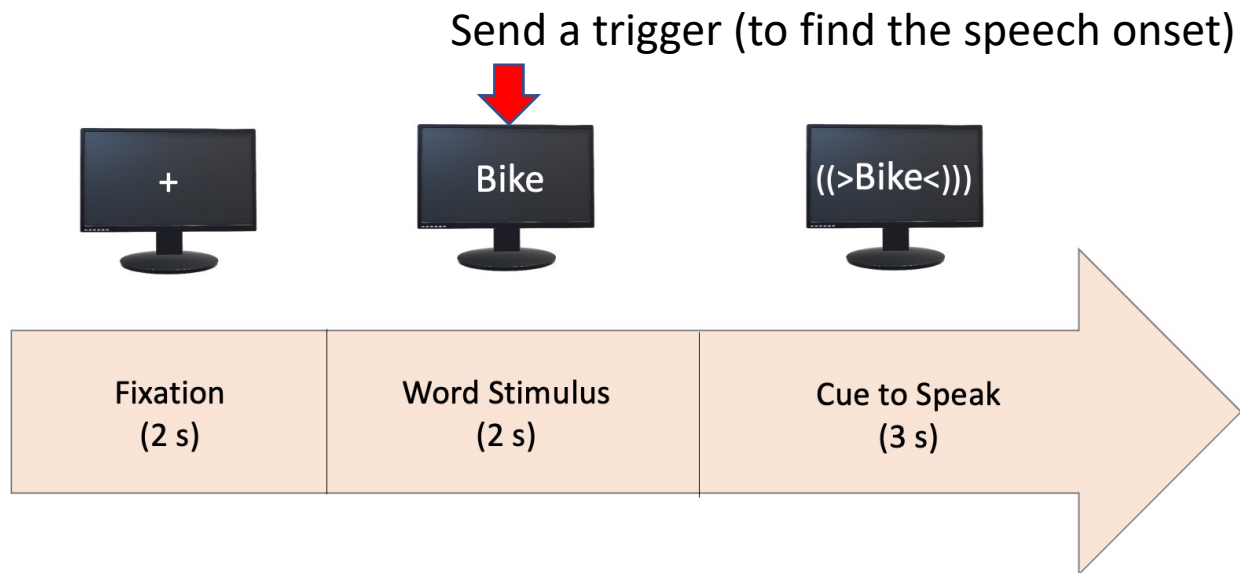 Send a trigger (to find the speech onset)
+
Bike
((>Bike<)))
Fixation
(2 s)
Word Stimulus
(2 s)
Cue to Speak
(3 s)